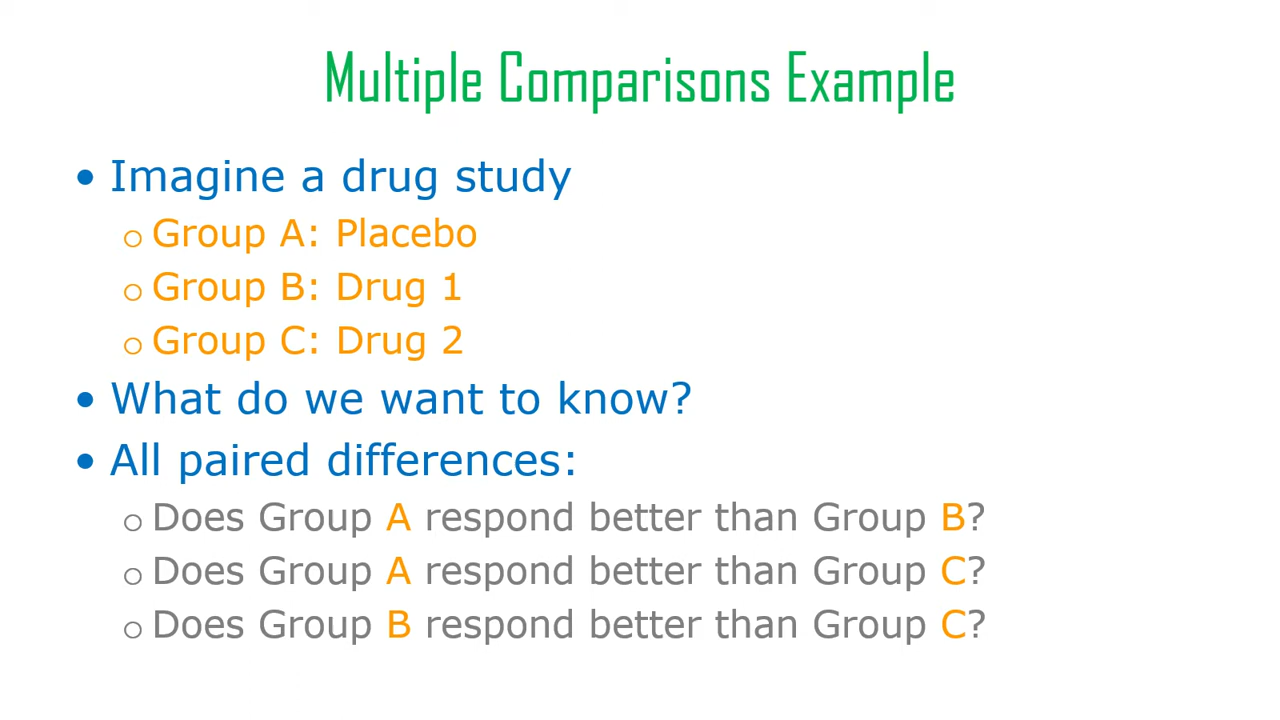 Multiple Comparisons Example
• Imagine a drug study
o Group A: Placebo
o Group B: Drug 1
o Group C: Drug 2
• What do we want to know?
• All paired differences:
o Does Group A respond better than Group B?
o Does Group A respond better than Group C?
o Does Group B respond better than Group C?